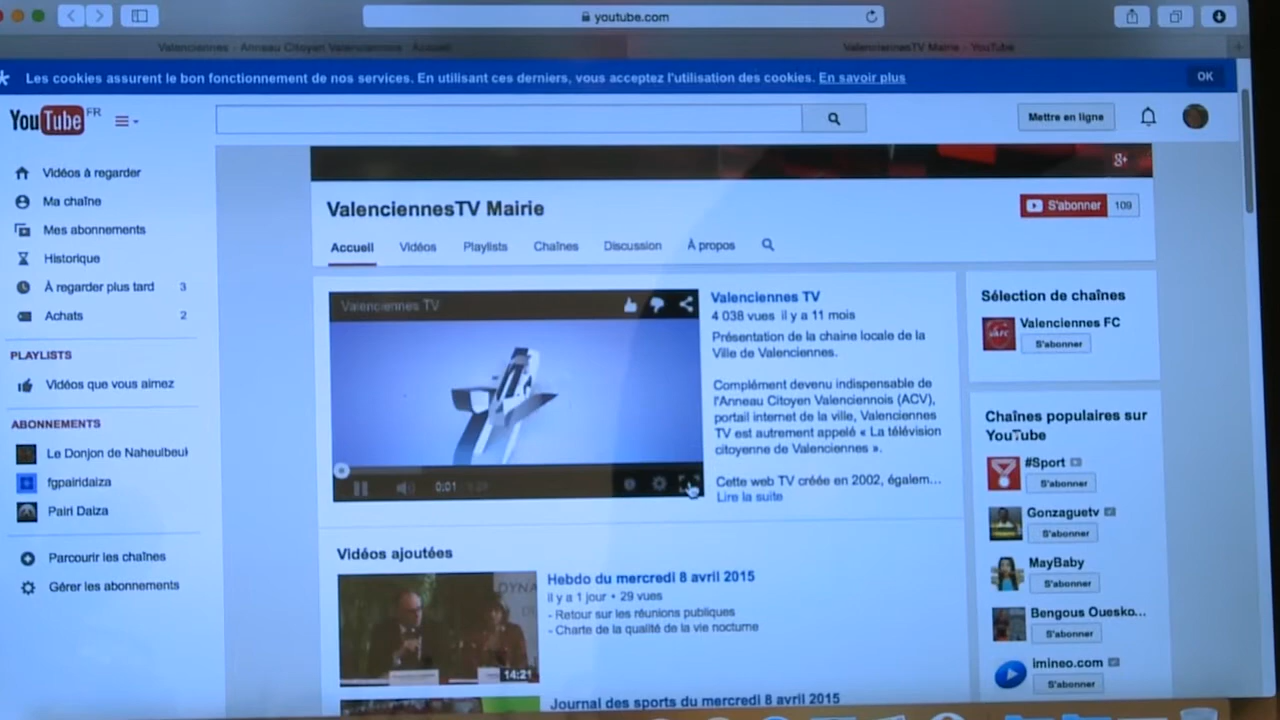 youtube.com
Valenciennes - Anneau Citoyen Valenciennois - Accueil
ValenciennesTV Mairie - YouTube
Les cookies assurent le bon fonctionnement de nos services. En utilisant ces derniers, vous acceptez l'utilisation des cookies. En savoir plus
OK
YouTube FR
Mettre en ligne
Vidéos à regarder
Ma chaîne
Mes abonnements
Historique
À regarder plus tard 3
Achats 2
PLAYLISTS
Vidéos que vous aimez
ABONNEMENTS
Le Donjon de Naheulbeuk
fgpairidaiza
Pairi Daiza
Parcourir les chaînes
Gérer les abonnements
g+
ValenciennesTV Mairie
S'abonner 109
Accueil Vidéos Playlists Chaînes Discussion À propos
Valenciennes TV
0:01
Valenciennes TV
4 038 vues il y a 11 mois
Présentation de la chaine locale de la
Ville de Valenciennes.
Complément devenu indispensable de
l'Anneau Citoyen Valenciennois (ACV),
portail internet de la ville, Valenciennes
TV est autrement appelé « La télévision
citoyenne de Valenciennes ».
Cette web TV créée en 2002, égalem...
Lire la suite
Vidéos ajoutées
DYNA
14:21
Hebdo du mercredi 8 avril 2015
il y a 1 jour • 29 vues
- Retour sur les réunions publiques
- Charte de la qualité de la vie nocturne
Journal des sports du mercredi 8 avril 2015
Sélection de chaînes
Valenciennes FC
S'abonner
Chaînes populaires sur
YouTube
#Sport
S'abonner
Gonzaguetv
S'abonner
MayBaby
S'abonner
Bengous Ouesko...
S'abonner
imineo.com
S'abonner